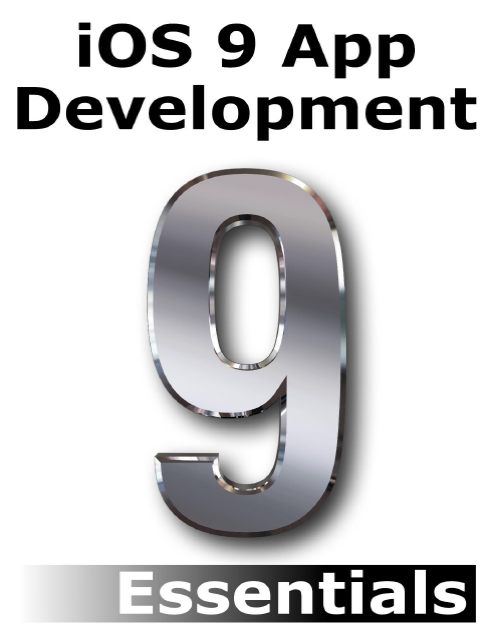 iOS 9 App
Development
9
Essentials